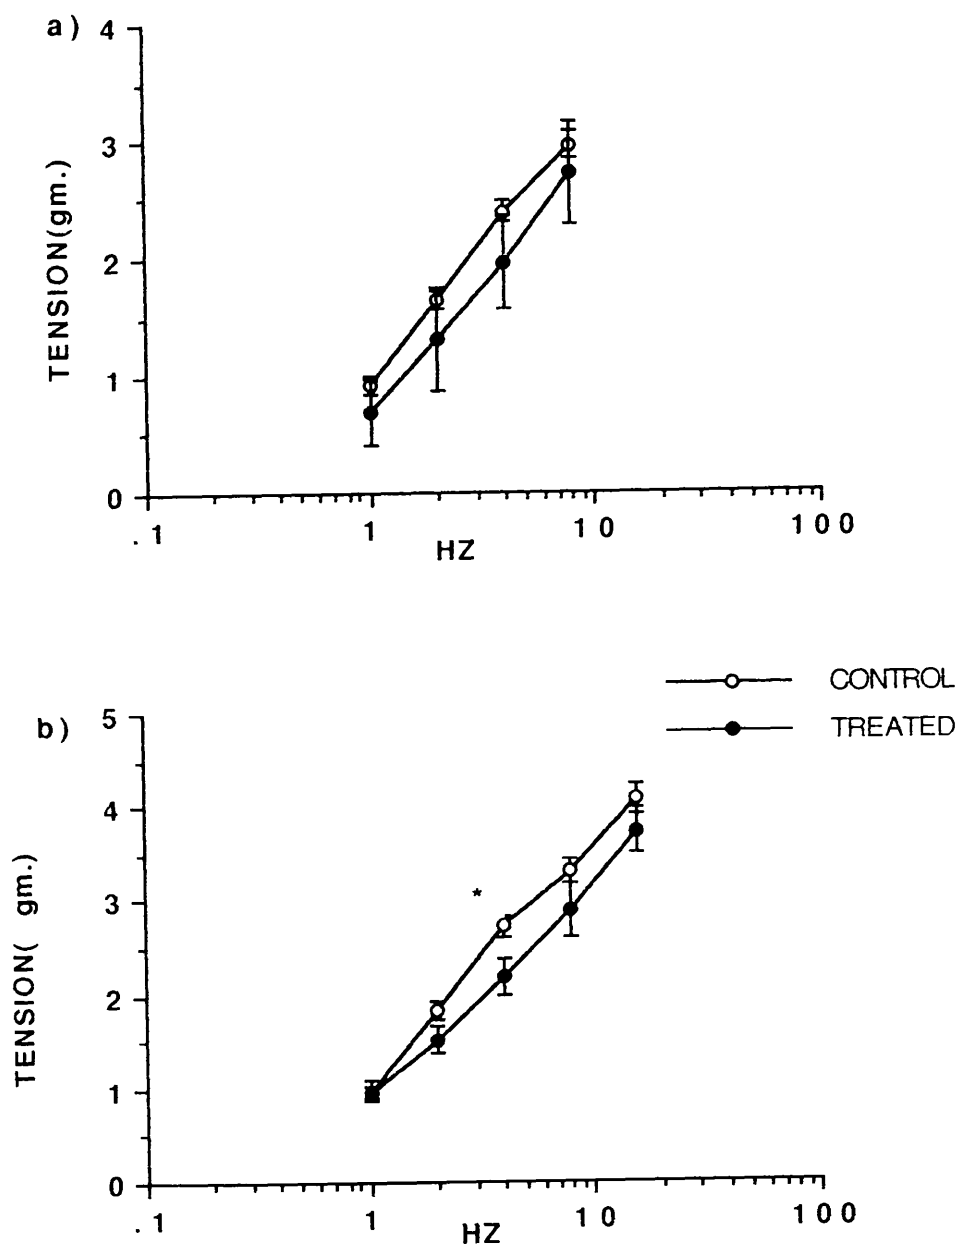 a)
4
3
2
1
0
TENSION(gm.)
.1 1 10 100
HZ
CONTROL
TREATED
b)
5
4
3
2
1
0
TENSION( gm.)
*
.1 1 10 100
HZ